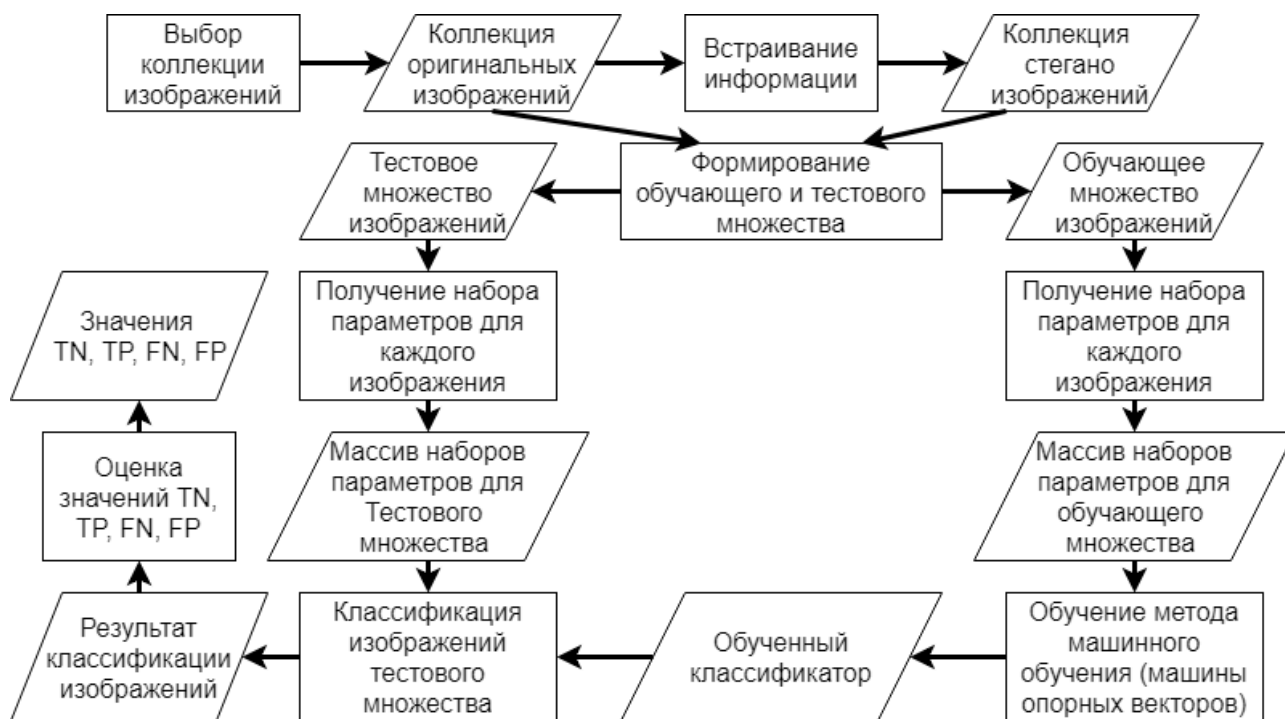 Выбор
коллекции
изображений
Коллекция
оригинальных
изображений
Встраивание
информации
Коллекция
стегано
изображений
Тестовое
множество
изображений
Формирование
обучающего и тестового
множества
Обучающее
множество
изображений
Значения
TN, TP, FN, FP
Получение набора
параметров для
каждого
изображения
Получение набора
параметров для
каждого
изображения
Оценка
значений TN,
TP, FN, FP
Массив наборов
параметров для
Тестового
множества
Массив наборов
параметров для
обучающего
множества
Результат
классификации
изображений
Классификация
изображений
тестового
множества
Обученный
классификатор
Обучение метода
машинного
обучения (машины
опорных векторов)